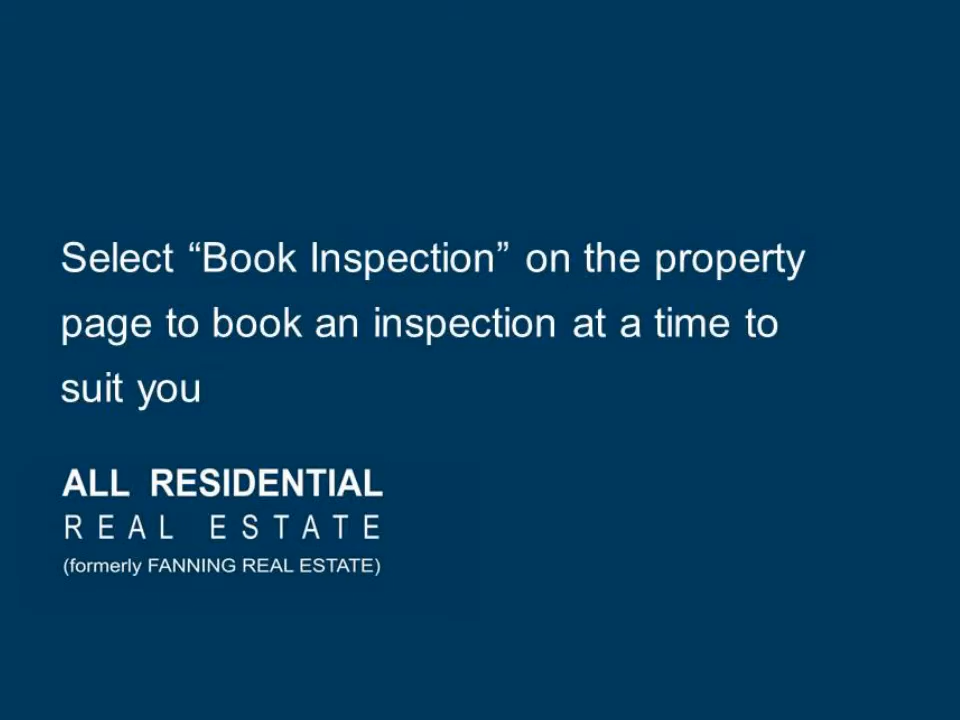 Select “Book Inspection” on the property
page to book an inspection at a time to
suit you
ALL RESIDENTIAL
REAL ESTATE
(formerly FANNING REAL ESTATE)